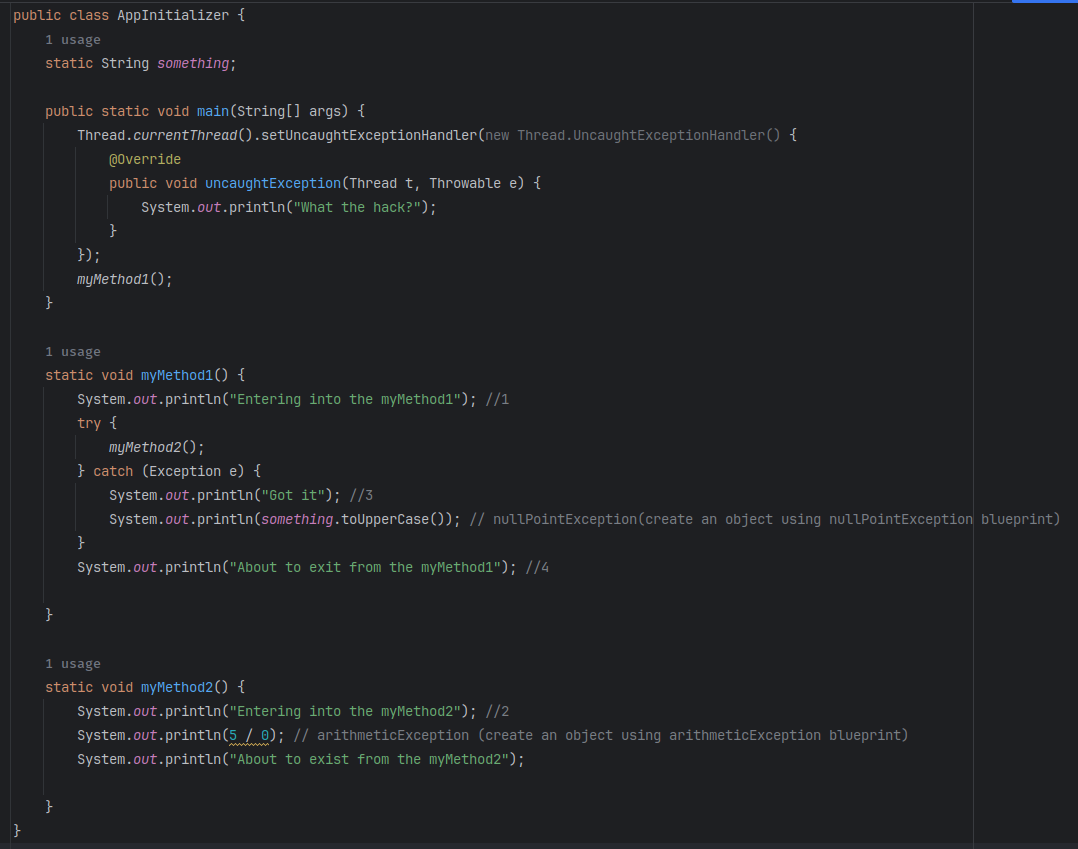 public class AppInitializer {
1 usage
static String something;
public static void main(String[] args) {
Thread.currentThread().setUncaughtExceptionHandler(new Thread.UncaughtExceptionHandler() {
@Override
public void uncaughtException(Thread t, Throwable e) {
System.out.println("What the hack?");
}
});
myMethod1();
}
1 usage
static void myMethod1() {
System.out.println("Entering into the myMethod1"); //1
try {
myMethod2();
} catch (Exception e) {
System.out.println("Got it"); //3
System.out.println(something.toUpperCase()); // nullPointException(create an object using nullPointException blueprint)
}
System.out.println("About to exit from the myMethod1"); //4
}
1 usage
static void myMethod2() {
System.out.println("Entering into the myMethod2"); //2
System.out.println(5 / 0); // arithmeticException (create an object using arithmeticException blueprint)
System.out.println("About to exist from the myMethod2");
}
}